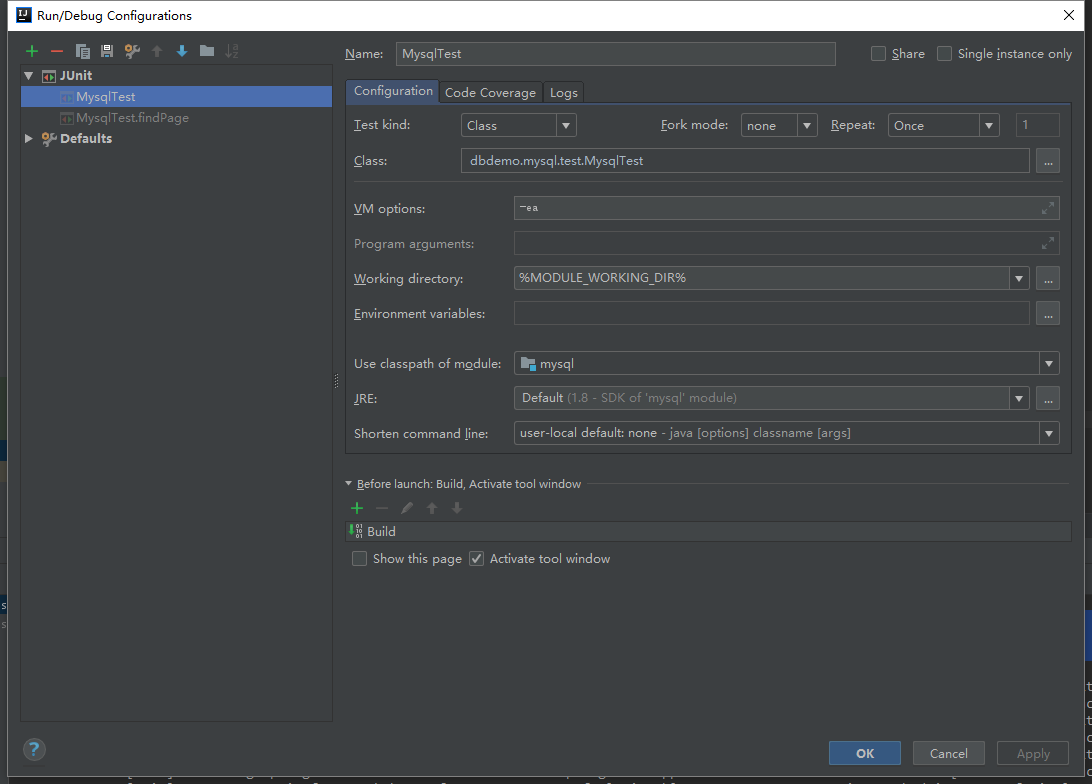 Run/Debug Configurations
Name: MysqlTest Share Single instance only
JUnit
MysqlTest
MysqlTest.findPage
Defaults
Configuration Code Coverage Logs
Test kind: Class Fork mode: none Repeat: Once 1
Class: dbdemo.mysql.test.MysqlTest ...
VM options: -ea
Program arguments:
Working directory: %MODULE_WORKING_DIR% ...
Environment variables: ...
Use classpath of module: mysql
JRE: Default (1.8 - SDK of 'mysql' module) ...
Shorten command line: user-local default: none - java [options] classname [args]
Before launch: Build, Activate tool window
Build
Show this page Activate tool window
? OK Cancel Apply